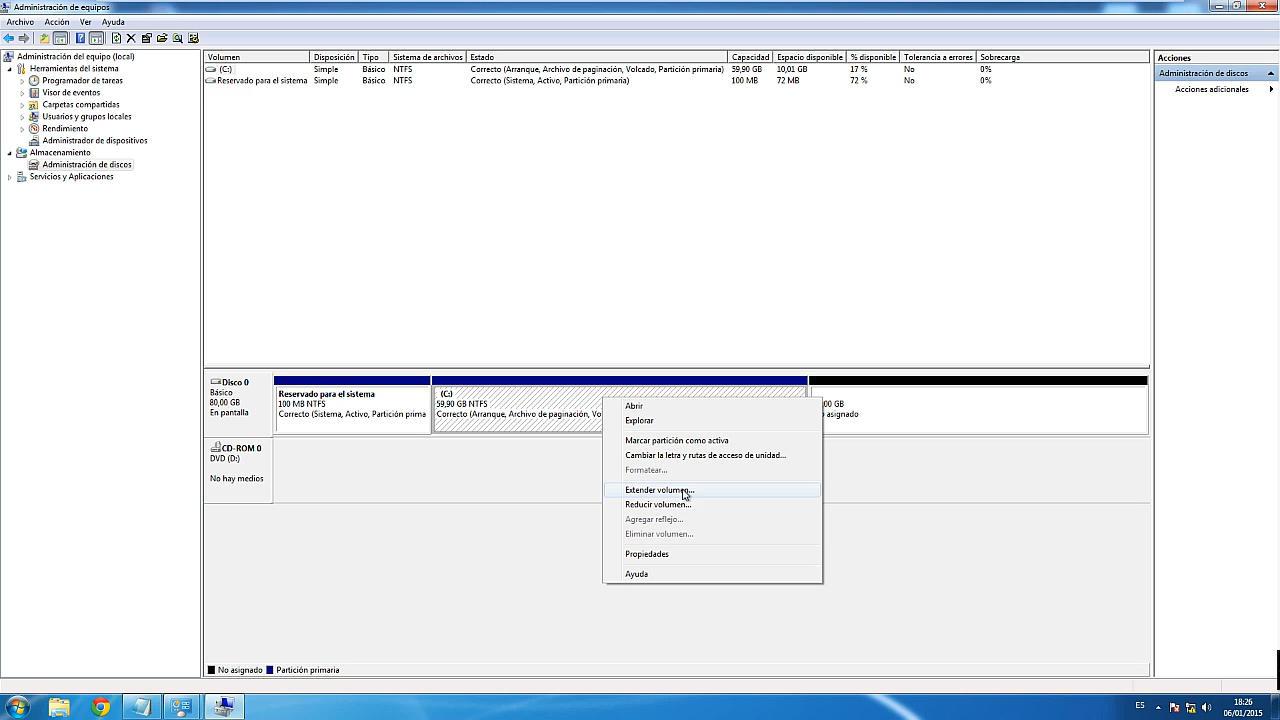 Administración de equipos
Archivo Acción Ver Ayuda
Administración del equipo (local)
Herramientas del sistema
Programador de tareas
Visor de eventos
Carpetas compartidas
Usuarios y grupos locales
Rendimiento
Administrador de dispositivos
Almacenamiento
Administración de discos
Servicios y Aplicaciones
Volumen Disposición Tipo Sistema de archivos Estado Capacidad Espacio disponible % disponible Tolerancia a errores Sobrecarga
(C:) Simple Básico NTFS Correcto (Arranque, Archivo de paginación, Volcado, Partición primaria) 59,90 GB 10,01 GB 17 % No 0%
Reservado para el sistema Simple Básico NTFS Correcto (Sistema, Activo, Partición primaria) 100 MB 72 MB 72 % No 0%
Acciones
Administración de discos
Acciones adicionales
Disco 0
Básico
80,00 GB
En pantalla
Reservado para el sistema
100 MB NTFS
Correcto (Sistema, Activo, Partición prima
(C:)
59,90 GB NTFS
Correcto (Arranque, Archivo de paginación, Vo
00 GB
o asignado
CD-ROM 0
DVD (D:)
No hay medios
Abrir
Explorar
Marcar partición como activa
Cambiar la letra y rutas de acceso de unidad...
Formatear...
Extender volumen...
Reducir volumen...
Agregar reflejo...
Eliminar volumen...
Propiedades
Ayuda
No asignado Partición primaria
ES
18:26
06/01/2015